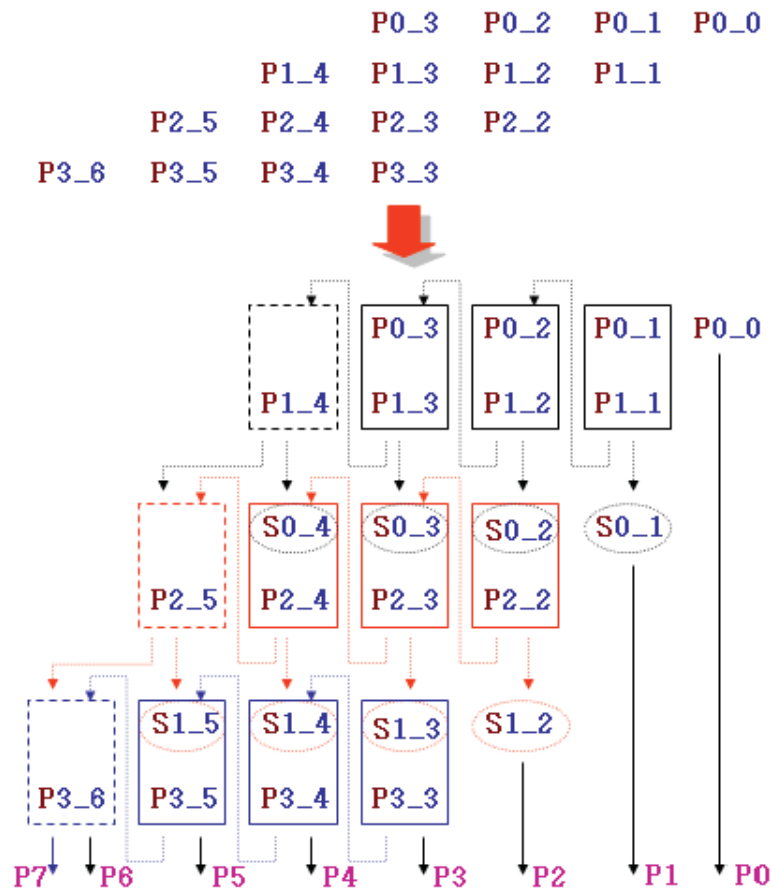 P0_3 P0_2 P0_1 P0_0
P1_4 P1_3 P1_2 P1_1
P2_5 P2_4 P2_3 P2_2
P3_6 P3_5 P3_4 P3_3
P0_3 P0_2 P0_1 P0_0
P1_4 P1_3 P1_2 P1_1
S0_4 S0_3 S0_2 S0_1
P2_5 P2_4 P2_3 P2_2
S1_5 S1_4 S1_3 S1_2
P3_6 P3_5 P3_4 P3_3
P7 P6 P5 P4 P3 P2 P1 P0